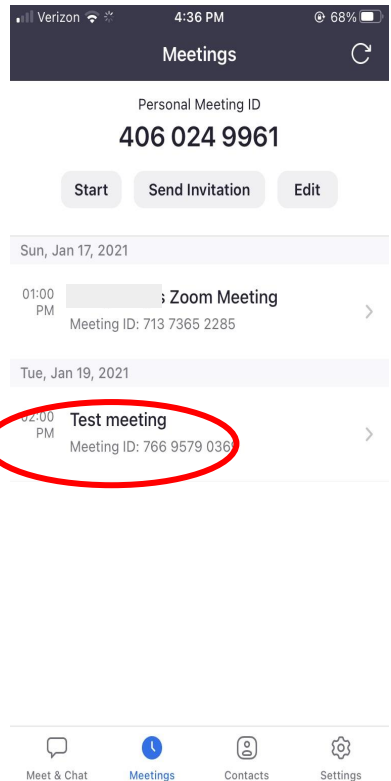 Verizon 4:36 PM 68%
Meetings
Personal Meeting ID
406 024 9961
Start Send Invitation Edit
Sun, Jan 17, 2021
01:00 PM
s Zoom Meeting
Meeting ID: 713 7365 2285
Tue, Jan 19, 2021
02:00 PM
Test meeting
Meeting ID: 766 9579 0369
Meet & Chat Meetings Contacts Settings